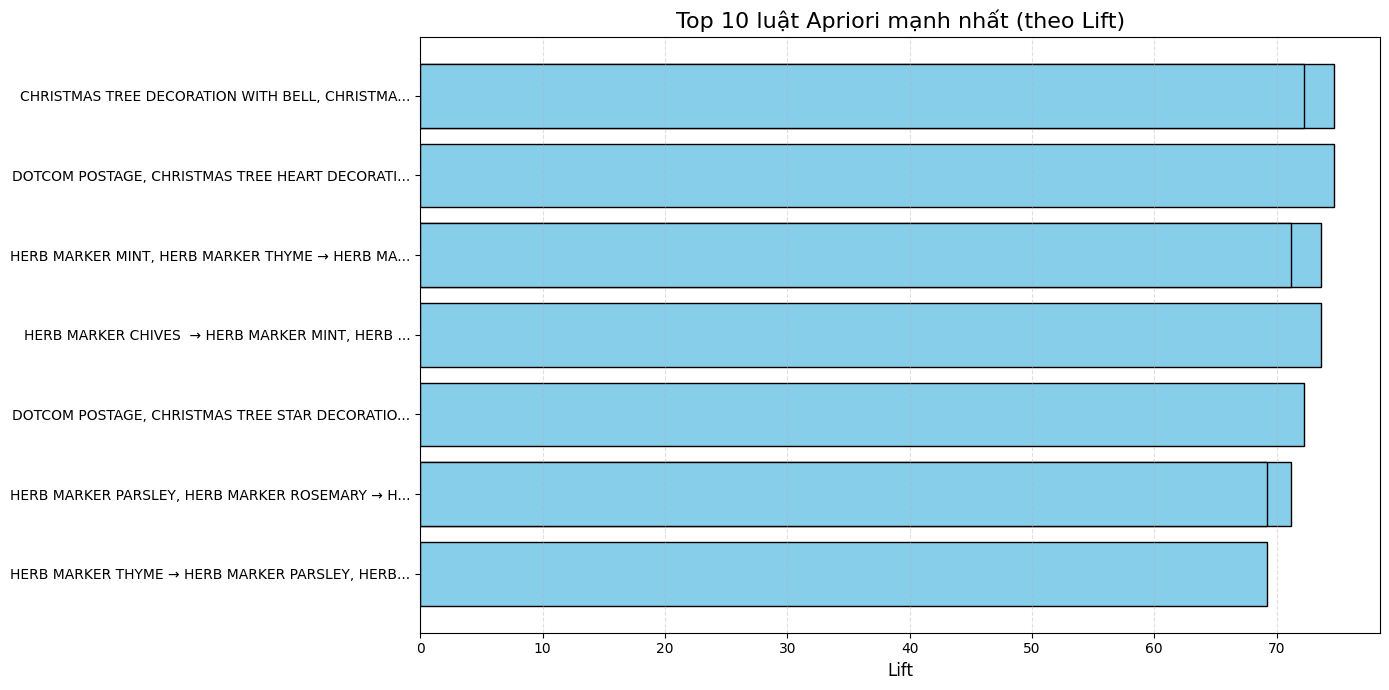 Top 10 luật Apriori mạnh nhất (theo Lift)
CHRISTMAS TREE DECORATION WITH BELL, CHRISTMA...
DOTCOM POSTAGE, CHRISTMAS TREE HEART DECORATI...
HERB MARKER MINT, HERB MARKER THYME → HERB MA...
HERB MARKER CHIVES  → HERB MARKER MINT, HERB ...
DOTCOM POSTAGE, CHRISTMAS TREE STAR DECORATIO...
HERB MARKER PARSLEY, HERB MARKER ROSEMARY → H...
HERB MARKER THYME → HERB MARKER PARSLEY, HERB...
0 10 20 30 40 50 60 70
Lift